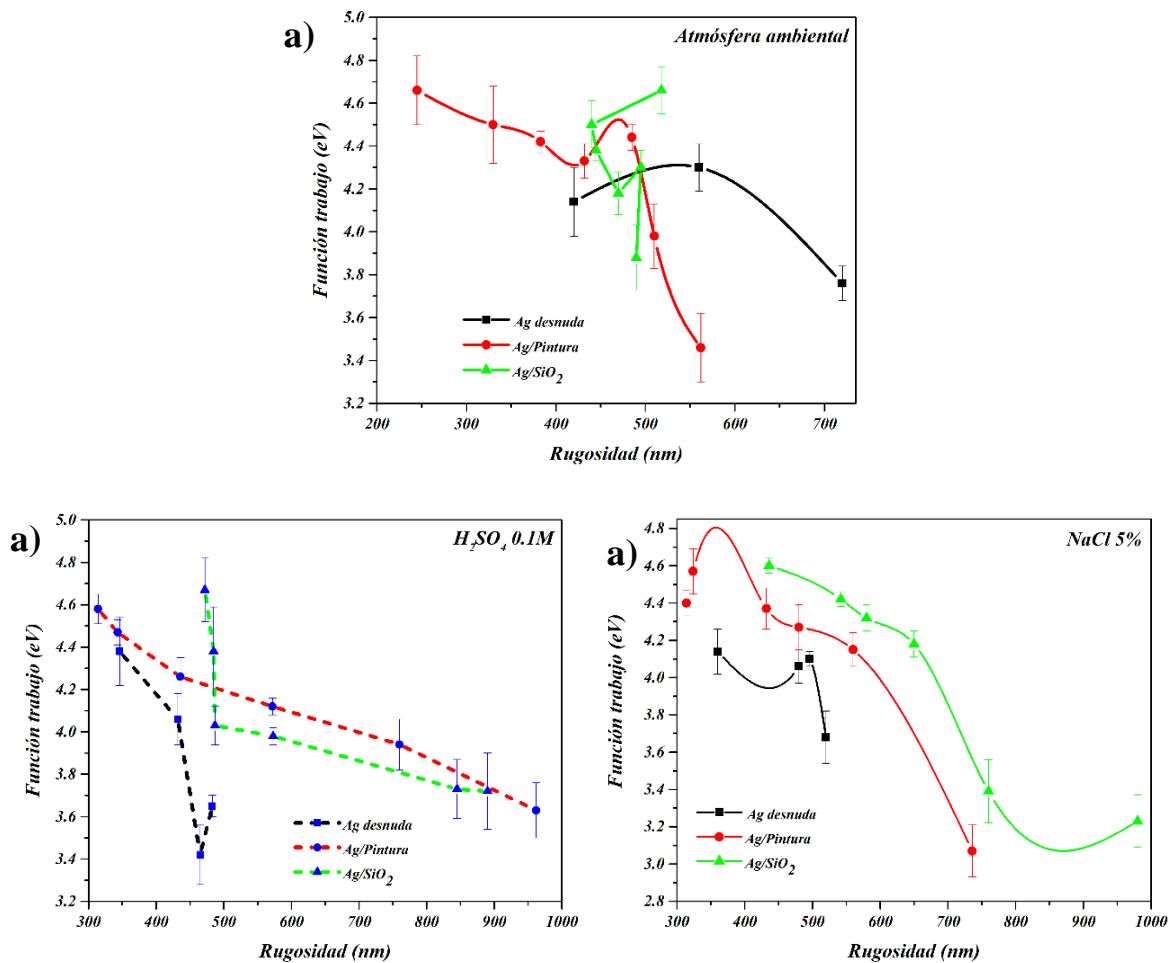 a)
Atmósfera ambiental
Función trabajo (eV)
5.0
4.8
4.6
4.4
4.2
4.0
3.8
3.6
3.4
3.2
Ag desnuda
Ag/Pintura
Ag/SiO2
200 300 400 500 600 700
Rugosidad (nm)
a)
H2SO4 0.1M
Función trabajo (eV)
5.0
4.8
4.6
4.4
4.2
4.0
3.8
3.6
3.4
3.2
Ag desnuda
Ag/Pintura
Ag/SiO2
300 400 500 600 700 800 900 1000
Rugosidad (nm)
a)
NaCl 5%
Función trabajo (eV)
4.8
4.6
4.4
4.2
4.0
3.8
3.6
3.4
3.2
3.0
2.8
Ag desnuda
Ag/Pintura
Ag/SiO2
300 400 500 600 700 800 900 1000
Rugosidad (nm)